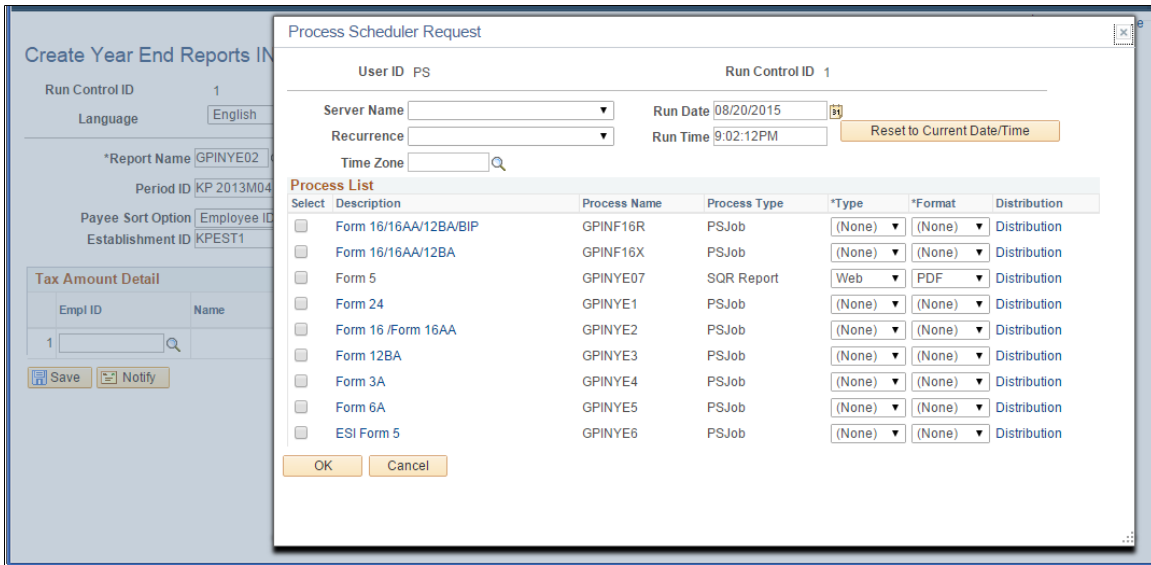 e
Create Year End Reports IN
Run Control ID 1
Language English
*Report Name GPINYE02
Period ID KP 2013M04
Payee Sort Option Employee ID
Establishment ID KPEST1
Tax Amount Detail
Empl ID Name
1
Save Notify
Process Scheduler Request
User ID PS Run Control ID 1
Server Name Run Date 08/20/2015 31
Recurrence Run Time 9:02:12PM Reset to Current Date/Time
Time Zone
Process List
Select Description Process Name Process Type *Type *Format Distribution
Form 16/16AA/12BA/BIP GPINF16R PSJob (None) (None) Distribution
Form 16/16AA/12BA GPINF16X PSJob (None) (None) Distribution
Form 5 GPINYE07 SQR Report Web PDF Distribution
Form 24 GPINYE1 PSJob (None) (None) Distribution
Form 16 /Form 16AA GPINYE2 PSJob (None) (None) Distribution
Form 12BA GPINYE3 PSJob (None) (None) Distribution
Form 3A GPINYE4 PSJob (None) (None) Distribution
Form 6A GPINYE5 PSJob (None) (None) Distribution
ESI Form 5 GPINYE6 PSJob (None) (None) Distribution
OK Cancel